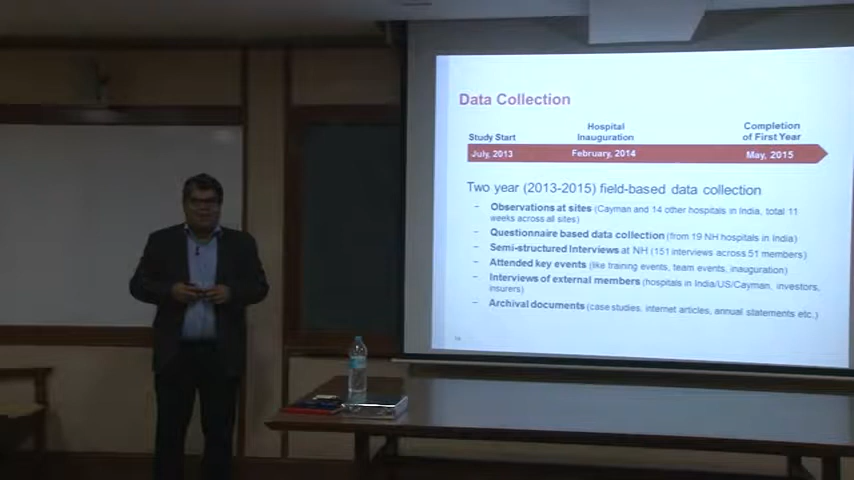 Data Collection
Study Start
Hospital
Inauguration
Completion
of First Year
July, 2013
February, 2014
May, 2015
Two year (2013-2015) field-based data collection
– Observations at sites (Cayman and 14 other hospitals in India, total 11
weeks across all sites)
– Questionnaire based data collection (from 19 NH hospitals in India)
– Semi-structured Interviews at NH (151 interviews across 51 members)
– Attended key events (like training events, team events, inauguration)
– Interviews of external members (hospitals in India/US/Cayman, investors,
insurers)
– Archival documents (case studies, internet articles, annual statements etc.)